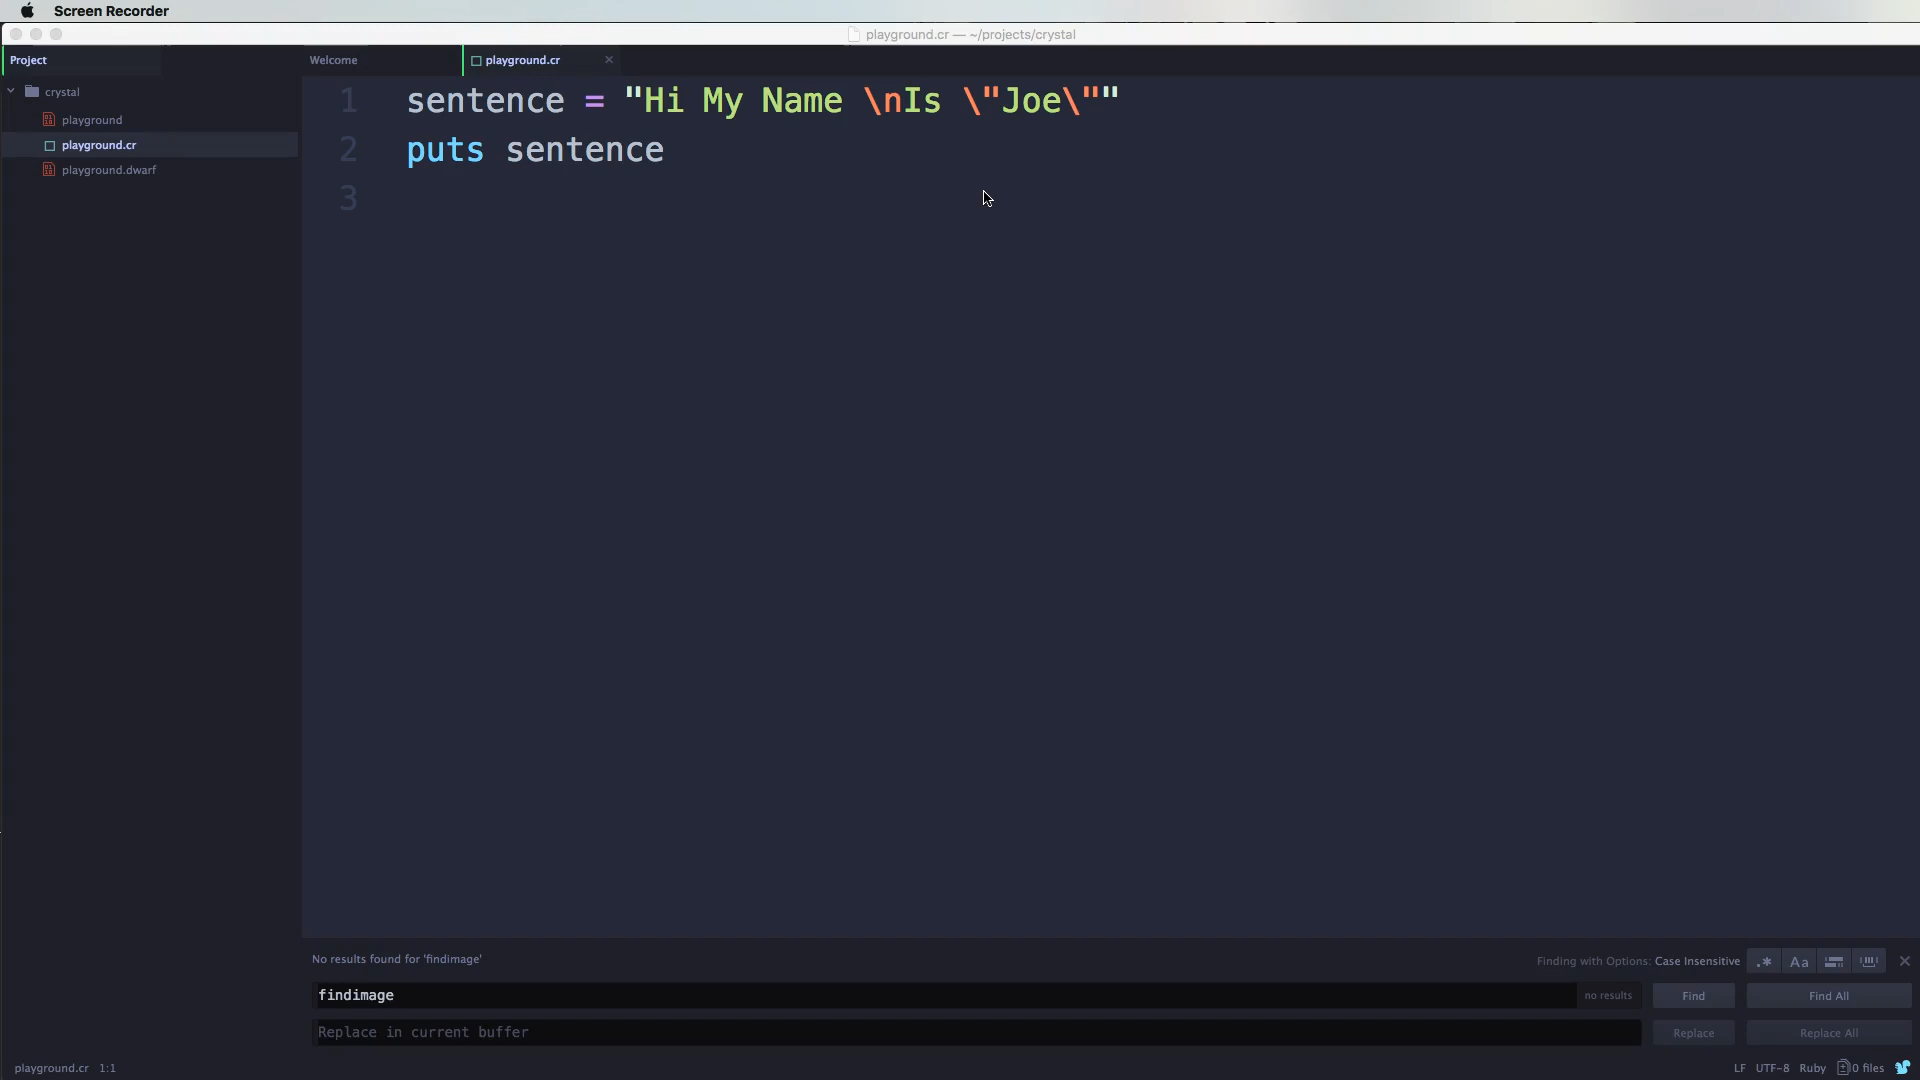 Screen Recorder
playground.cr — ~/projects/crystal
Project
Welcome
playground.cr
crystal
playground
playground.cr
playground.dwarf
1 sentence = "Hi My Name \nIs \"Joe\""
2 puts sentence
3
No results found for 'findimage'
Finding with Options: Case Insensitive
.* Aa
findimage
no results
Find
Find All
Replace in current buffer
Replace
Replace All
playground.cr 1:1
LF UTF-8 Ruby 0 files